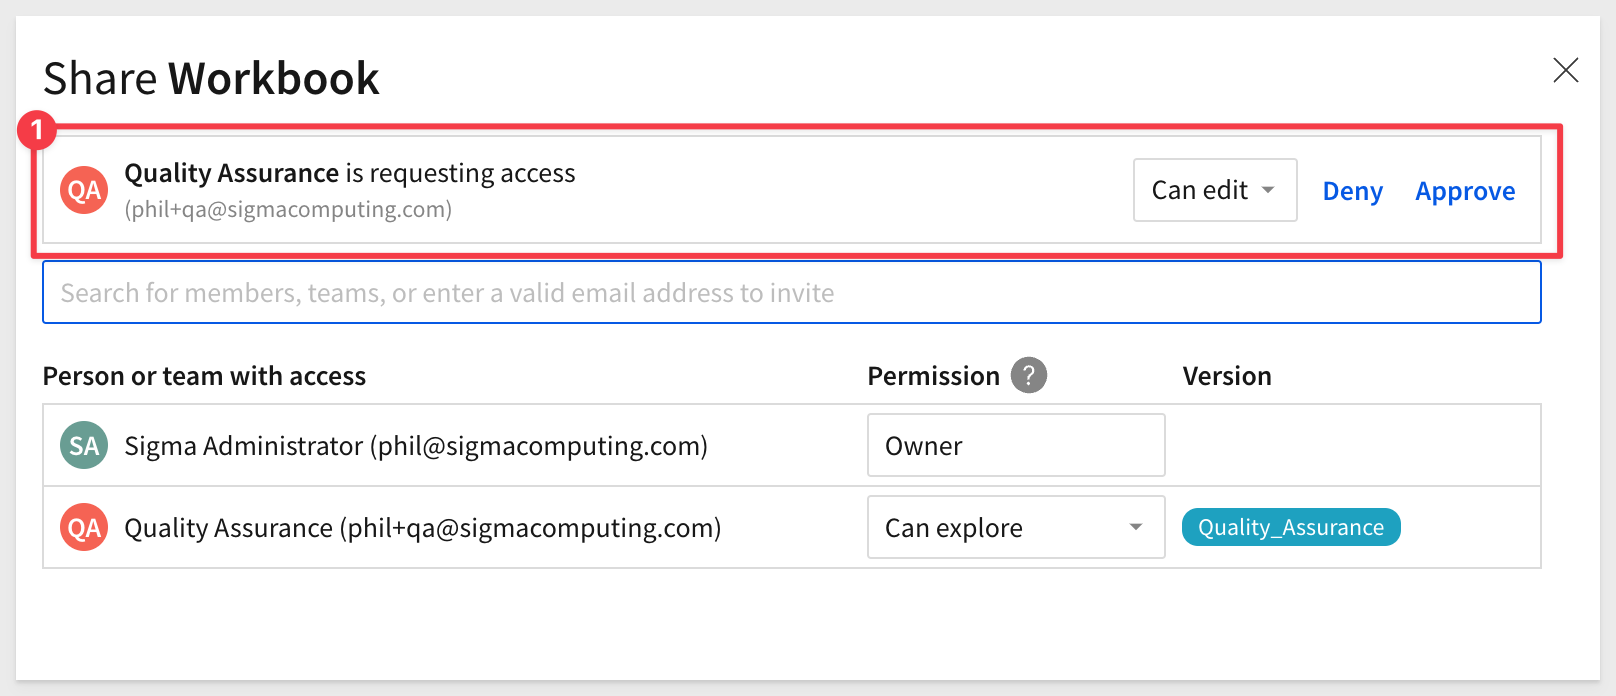 Share Workbook
1
QA
Quality Assurance is requesting access
(phil+qa@sigmacomputing.com)
Can edit
Deny
Approve
Search for members, teams, or enter a valid email address to invite
Person or team with access
Permission ?
Version
SA
Sigma Administrator (phil@sigmacomputing.com)
Owner
QA
Quality Assurance (phil+qa@sigmacomputing.com)
Can explore
Quality_Assurance